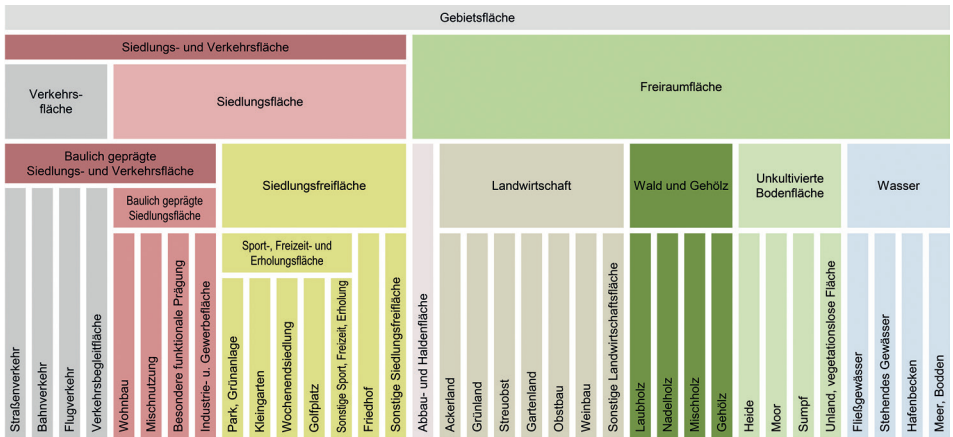 Gebietsfläche
Siedlungs- und Verkehrsfläche
Verkehrs-
fläche
Siedlungsfläche
Freiraumfläche
Baulich geprägte
Siedlungs- und Verkehrsfläche
Siedlungsfreifläche
Landwirtschaft
Wald und Gehölz
Unkultivierte
Bodenfläche
Wasser
Baulich geprägte
Siedlungsfläche
Sport-, Freizeit- und
Erholungsfläche
Straßenverkehr
Bahnverkehr
Flugverkehr
Verkehrsbegleitfläche
Wohnbau
Mischnutzung
Besondere funktionale Prägung
Industrie- u. Gewerbefläche
Park, Grünanlage
Kleingarten
Wochenendsiedlung
Golfplatz
Sonstige Sport, Freizeit, Erholung
Friedhof
Sonstige Siedlungsfreifläche
Abbau- und Haldenfläche
Ackerland
Grünland
Streuobst
Gartenland
Obstbau
Weinbau
Sonstige Landwirtschaftsfläche
Laubholz
Nadelholz
Mischholz
Gehölz
Heide
Moor
Sumpf
Unland, vegetationslose Fläche
Fließgewässer
Stehendes Gewässer
Hafenbecken
Meer, Bodden